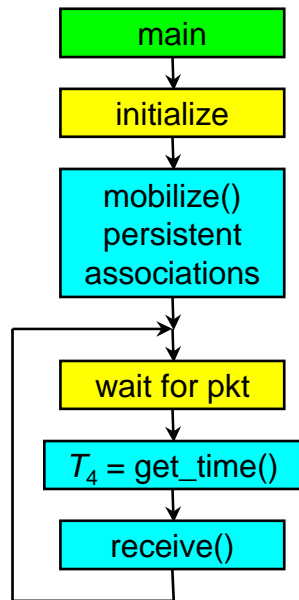 main
initialize
mobilize()
persistent
associations
wait for pkt
T₄ = get_time()
receive()